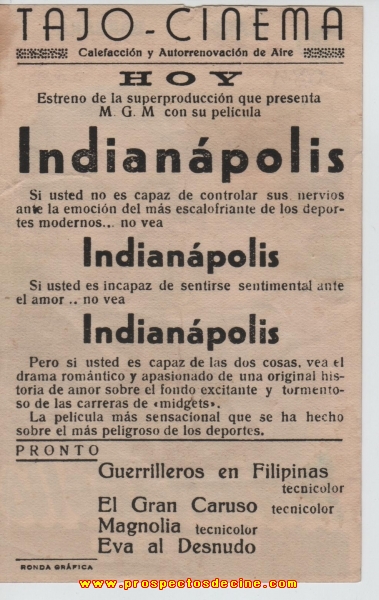 TAJO-CINEMA
Calefacción y Autorrenovación de Aire
HOY
Estreno de la superproducción que presenta
M. G. M con su película
Indianápolis
Si usted no es capaz de controlar sus nervios
ante la emoción del más escalofriante de los depor-
tes modernos... no vea
Indianápolis
Si usted es incapaz de sentirse sentimental ante
el amor .. no vea
Indianápolis
Pero si usted es capaz de las dos cosas, vea el
drama romántico y apasionado de una original his-
toria de amor sobre el fondo excitante y tormento-
so de las carreras de «midgets».
La película más sensacional que se ha hecho
sobre el más peligroso de los deportes.
PRONTO
Guerrilleros en Filipinas
tecnicolor
El Gran Caruso tecnicolor
Magnolia tecnicolor
Eva al Desnudo
RONDA GRÁFICA
www.prospectosdecine.com